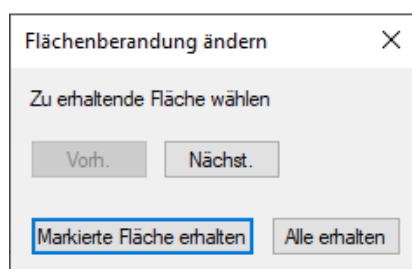 Flächenberandung ändern
Zu erhaltende Fläche wählen
Vorh. Nächst.
Markierte Fläche erhalten Alle erhalten